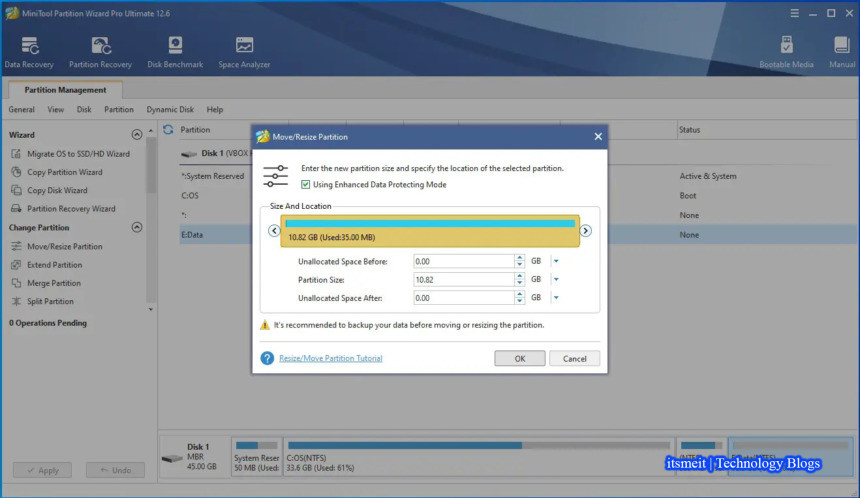 MiniTool Partition Wizard Pro Ultimate 12.6
Data Recovery
Partition Recovery
Disk Benchmark
Space Analyzer
Bootable Media
Manual
Partition Management
General View Disk Partition Dynamic Disk Help
Wizard
Migrate OS to SSD/HD Wizard
Copy Partition Wizard
Copy Disk Wizard
Partition Recovery Wizard
Change Partition
Move/Resize Partition
Extend Partition
Merge Partition
Split Partition
0 Operations Pending
Apply
Undo
Partition
Status
Disk 1 (VBOX
*:System Reserved
Active & System
C:OS
Boot
*:
None
E:Data
None
Move/Resize Partition
Enter the new partition size and specify the location of the selected partition.
Using Enhanced Data Protecting Mode
Size And Location
10.82 GB (Used:35.00 MB)
Unallocated Space Before: 0.00 GB
Partition Size: 10.82 GB
Unallocated Space After: 0.00 GB
It's recommended to backup your data before moving or resizing the partition.
Resize/Move Partition Tutorial
OK
Cancel
Disk 1
MBR
45.00 GB
System Reser
50 MB (Used:
C:OS(NTFS)
33.6 GB (Used: 61%)
itsmeit | Technology Blogs